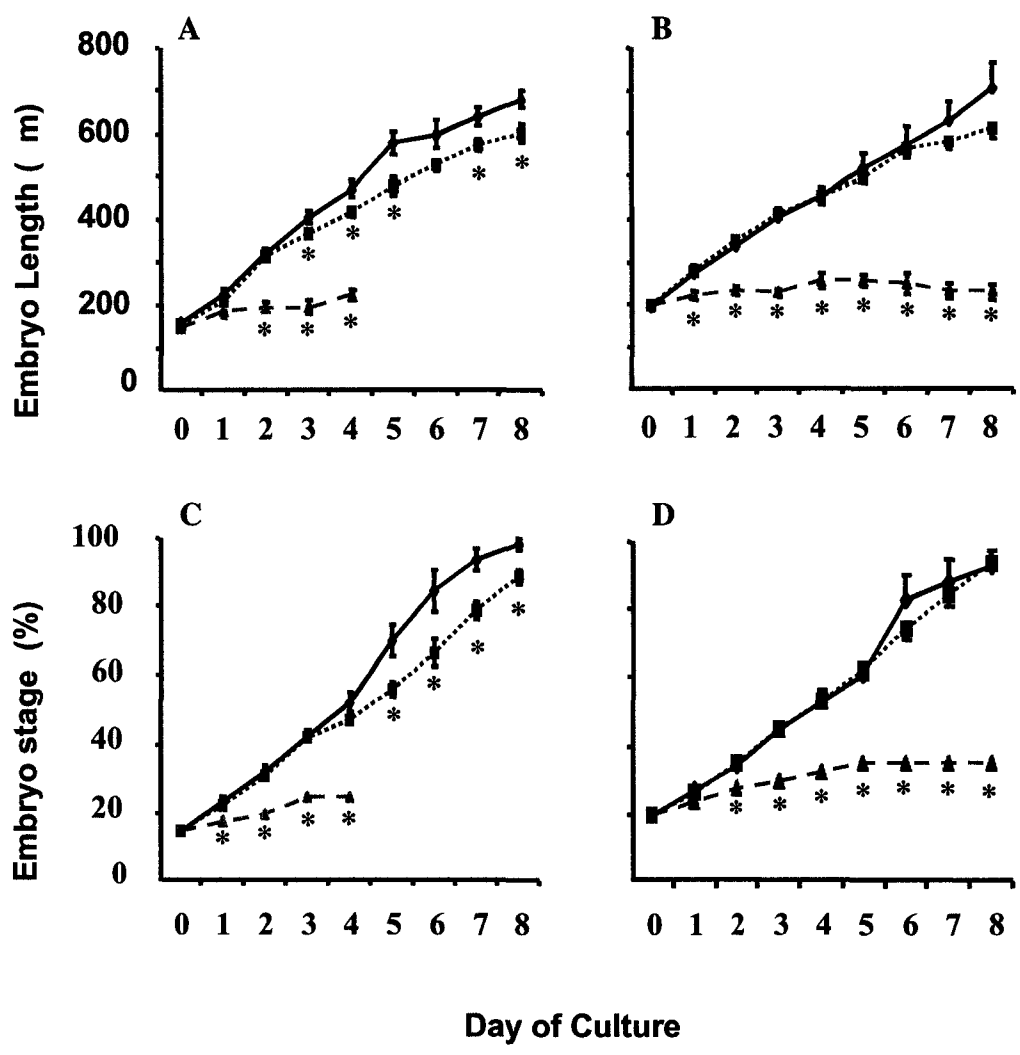 A
B
800
600
400
200
0
Embryo Length ( m)
* * * * *
* * *
* * * * * * * *
0 1 2 3 4 5 6 7 8
0 1 2 3 4 5 6 7 8
C
D
100
80
60
40
20
0
Embryo stage (%)
* * * *
* * * *
* * * * * * *
0 1 2 3 4 5 6 7 8
0 1 2 3 4 5 6 7 8
Day of Culture